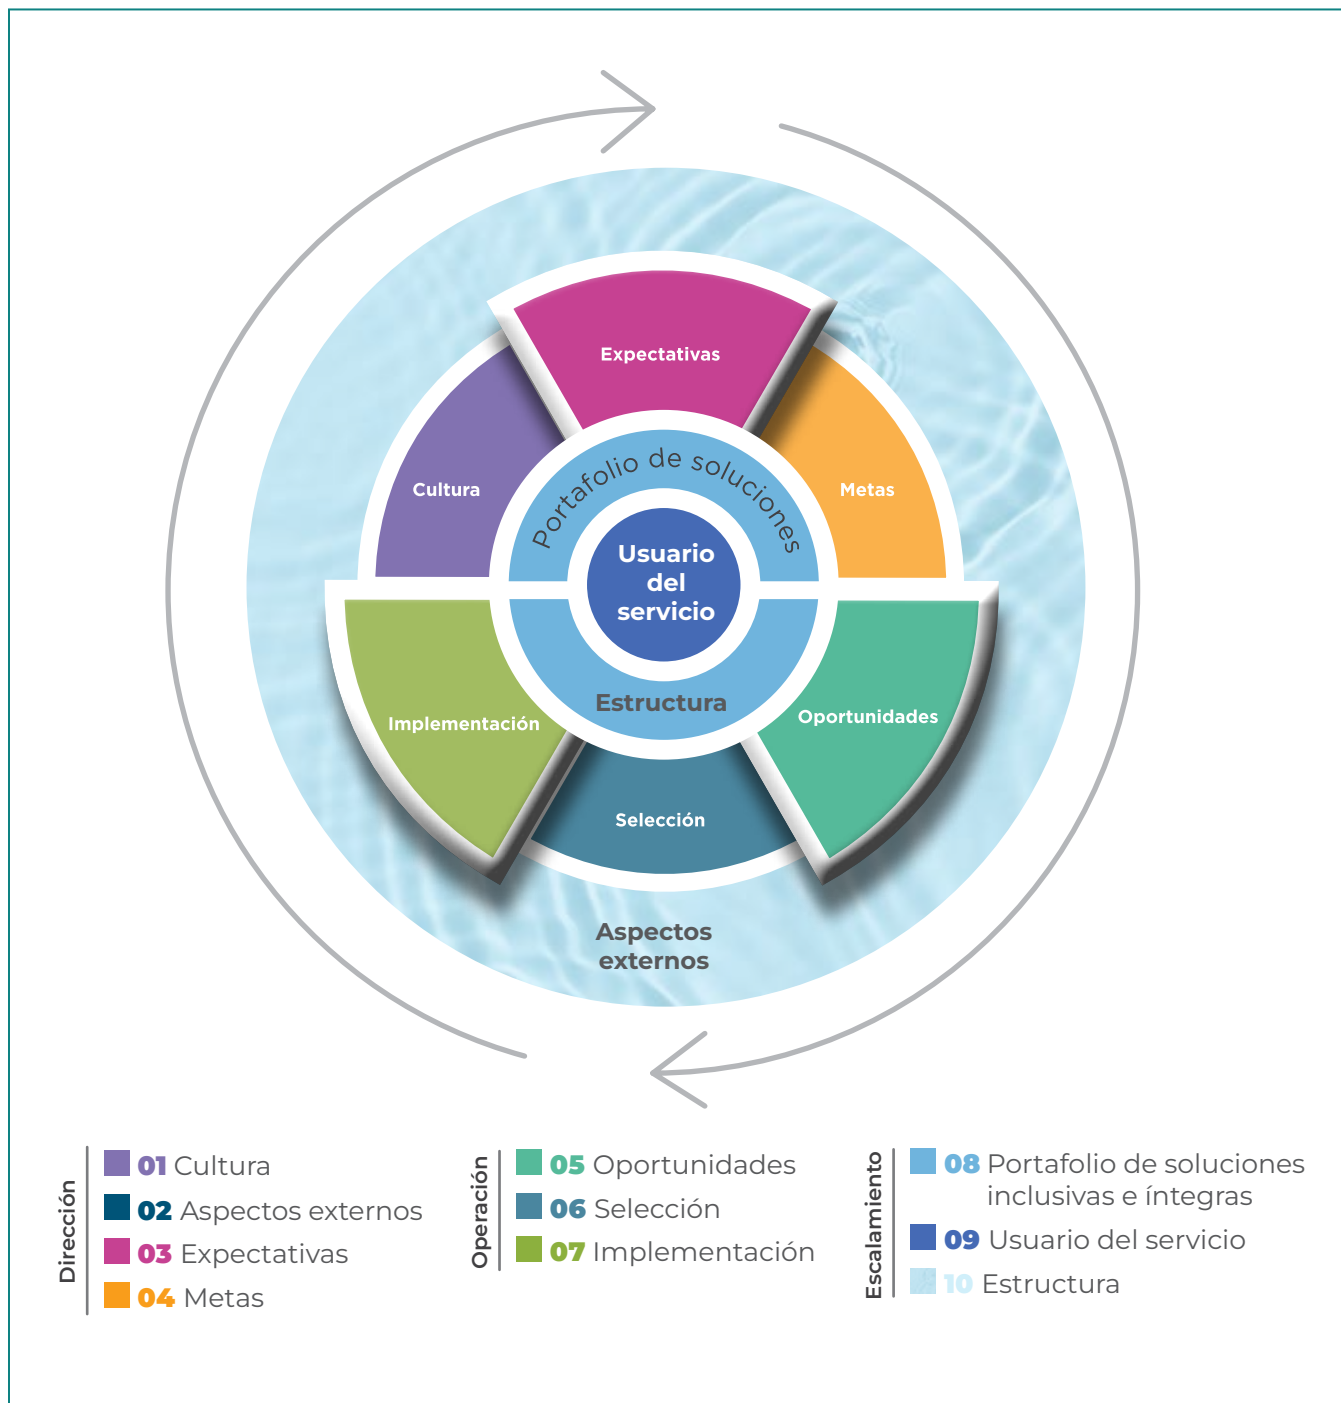 Expectativas
Cultura
Metas
Portafolio de soluciones
Usuario
del
servicio
Estructura
Implementación
Oportunidades
Selección
Aspectos
externos
Dirección
01 Cultura
02 Aspectos externos
03 Expectativas
04 Metas
Operación
05 Oportunidades
06 Selección
07 Implementación
Escalamiento
08 Portafolio de soluciones
inclusivas e íntegras
09 Usuario del servicio
10 Estructura